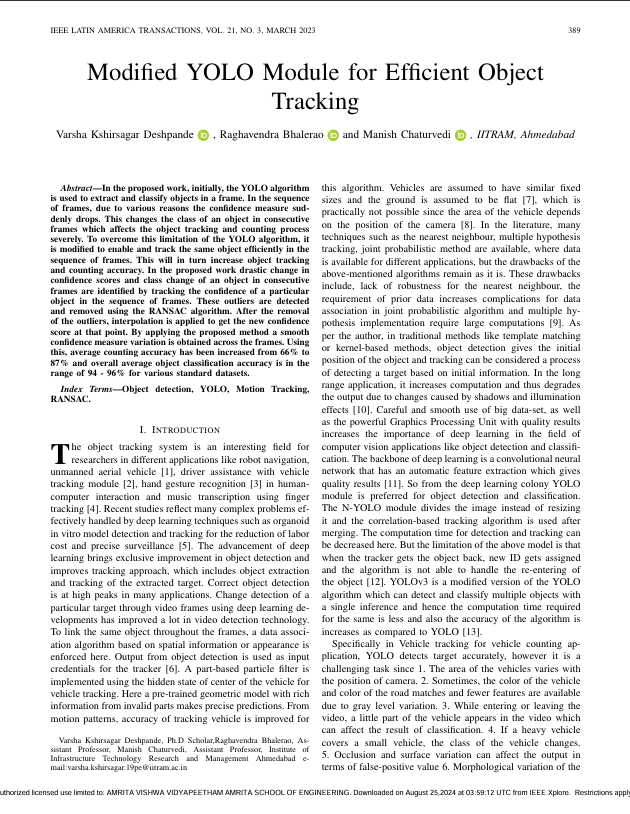 IEEE LATIN AMERICA TRANSACTIONS, VOL. 21, NO. 3, MARCH 2023
389
Modified YOLO Module for Efficient Object
Tracking
Varsha Kshirsagar Deshpande iD , Raghavendra Bhalerao iD and Manish Chaturvedi iD , IITRAM, Ahmedabad
Abstract—In the proposed work, initially, the YOLO algorithm
is used to extract and classify objects in a frame. In the sequence
of frames, due to various reasons the confidence measure sud-
denly drops. This changes the class of an object in consecutive
frames which affects the object tracking and counting process
severely. To overcome this limitation of the YOLO algorithm, it
is modified to enable and track the same object efficiently in the
sequence of frames. This will in turn increase object tracking
and counting accuracy. In the proposed work drastic change in
confidence scores and class change of an object in consecutive
frames are identified by tracking the confidence of a particular
object in the sequence of frames. These outliers are detected
and removed using the RANSAC algorithm. After the removal
of the outliers, interpolation is applied to get the new confidence
score at that point. By applying the proposed method a smooth
confidence measure variation is obtained across the frames. Using
this, average counting accuracy has been increased from 66% to
87% and overall average object classification accuracy is in the
range of 94 - 96% for various standard datasets.
Index Terms—Object detection, YOLO, Motion Tracking,
RANSAC.
I. INTRODUCTION
The object tracking system is an interesting field for
researchers in different applications like robot navigation,
unmanned aerial vehicle [1], driver assistance with vehicle
tracking module [2], hand gesture recognition [3] in human-
computer interaction and music transcription using finger
tracking [4]. Recent studies reflect many complex problems ef-
fectively handled by deep learning techniques such as organoid
in vitro model detection and tracking for the reduction of labor
cost and precise surveillance [5]. The advancement of deep
learning brings exclusive improvement in object detection and
improves tracking approach, which includes object extraction
and tracking of the extracted target. Correct object detection
is at high peaks in many applications. Change detection of a
particular target through video frames using deep learning de-
velopments has improved a lot in video detection technology.
To link the same object throughout the frames, a data associ-
ation algorithm based on spatial information or appearance is
enforced here. Output from object detection is used as input
credentials for the tracker [6]. A part-based particle filter is
implemented using the hidden state of center of the vehicle for
vehicle tracking. Here a pre-trained geometric model with rich
information from invalid parts makes precise predictions. From
motion patterns, accuracy of tracking vehicle is improved for
Varsha Kshirsagar Deshpande, Ph.D Scholar,Raghavendra Bhalerao, As-
sistant Professor, Manish Chaturvedi, Assistant Professor, Institute of
Infrastructure Technology Research and Management Ahmedabad e-
mail:varsha.kshirsagar.19pe@iitram.ac.in
this algorithm. Vehicles are assumed to have similar fixed
sizes and the ground is assumed to be flat [7], which is
practically not possible since the area of the vehicle depends
on the position of the camera [8]. In the literature, many
techniques such as the nearest neighbour, multiple hypothesis
tracking, joint probabilistic method are available, where data
is available for different applications, but the drawbacks of the
above-mentioned algorithms remain as it is. These drawbacks
include, lack of robustness for the nearest neighbour, the
requirement of prior data increases complications for data
association in joint probabilistic algorithm and multiple hy-
pothesis implementation require large computations [9]. As
per the author, in traditional methods like template matching
or kernel-based methods, object detection gives the initial
position of the object and tracking can be considered a process
of detecting a target based on initial information. In the long
range application, it increases computation and thus degrades
the output due to changes caused by shadows and illumination
effects [10]. Careful and smooth use of big data-set, as well
as the powerful Graphics Processing Unit with quality results
increases the importance of deep learning in the field of
computer vision applications like object detection and classifi-
cation. The backbone of deep learning is a convolutional neural
network that has an automatic feature extraction which gives
quality results [11]. So from the deep learning colony YOLO
module is preferred for object detection and classification.
The N-YOLO module divides the image instead of resizing
it and the correlation-based tracking algorithm is used after
merging. The computation time for detection and tracking can
be decreased here. But the limitation of the above model is that
when the tracker gets the object back, new ID gets assigned
and the algorithm is not able to handle the re-entering of
the object [12]. YOLOv3 is a modified version of the YOLO
algorithm which can detect and classify multiple objects with
a single inference and hence the computation time required
for the same is less and also the accuracy of the algorithm is
increases as compared to YOLO [13].
Specifically in Vehicle tracking for vehicle counting ap-
plication, YOLO detects target accurately, however it is a
challenging task since 1. The area of the vehicles varies with
the position of camera. 2. Sometimes, the color of the vehicle
and color of the road matches and fewer features are available
due to gray level variation. 3. While entering or leaving the
video, a little part of the vehicle appears in the video which
can affect the result of classification. 4. If a heavy vehicle
covers a small vehicle, the class of the vehicle changes.
5. Occlusion and surface variation can affect the output in
terms of false-positive value 6. Morphological variation of the
uthorized licensed use limited to: AMRITA VISHWA VIDYAPEETHAM AMRITA SCHOOL OF ENGINEERING. Downloaded on August 25,2024 at 03:59:12 UTC from IEEE Xplore. Restrictions apply